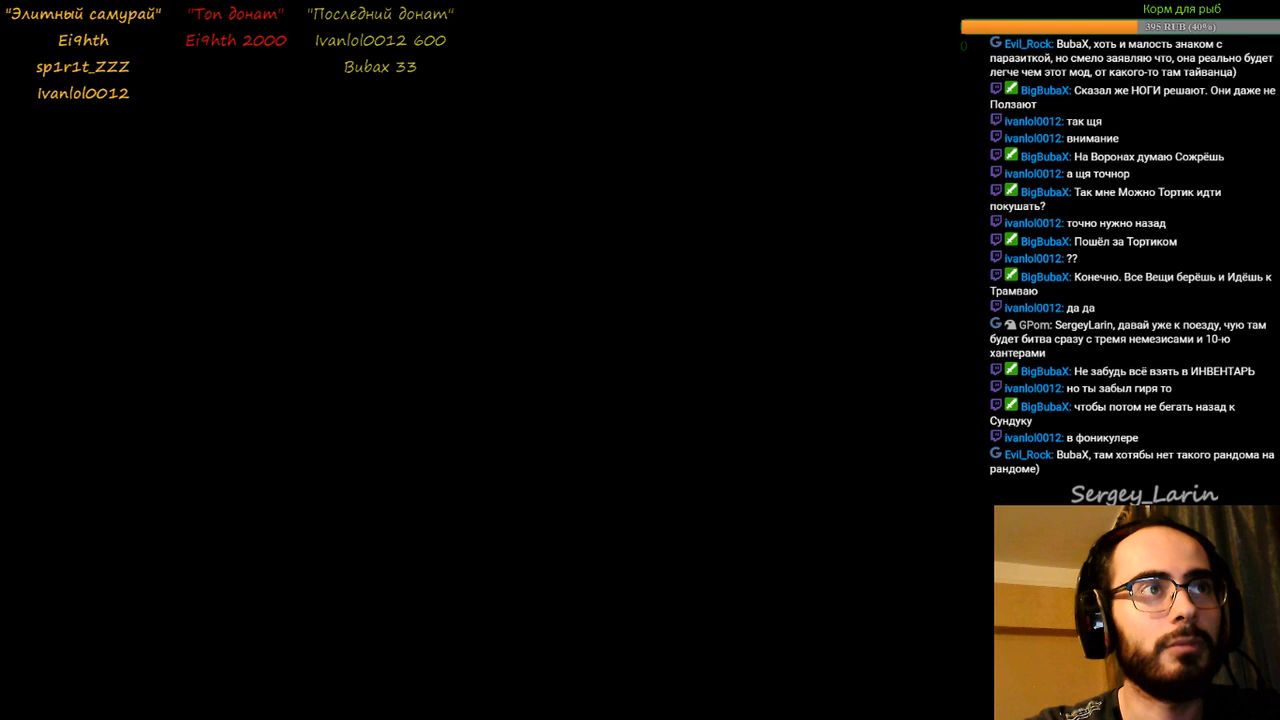 "Элитный самурай"
Ei9hth
sp1r1t_ZZZ
ivanlol0012
"Топ донат"
Ei9hth 2000
"Последний донат"
Ivanlol0012 600
Bubax 33
Корм для рыб
395 RUB (40%)
0
Evil_Rock: BubaX, хоть и малость знаком с
паразиткой, но смело заявляю что, она реально будет
легче чем этот мод, от какого-то там тайванца)
BigBubaX: Сказал же НОГИ решают. Они даже не
Ползают
ivanlol0012: так щя
ivanlol0012: внимание
BigBubaX: На Воронах думаю Сожрёшь
ivanlol0012: а щя точнор
BigBubaX: Так мне Можно Тортик идти
покушать?
ivanlol0012: точно нужно назад
BigBubaX: Пошёл за Тортиком
ivanlol0012: ??
BigBubaX: Конечно. Все Вещи берёшь и Идёшь к
Трамваю
ivanlol0012: да да
GPom: SergeyLarin, давай уже к поезду, чую там
будет битва сразу с тремя немезисами и 10-ю
хантерами
BigBubaX: Не забудь всё взять в ИНВЕНТАРЬ
ivanlol0012: но ты забыл гиря то
BigBubaX: чтобы потом не бегать назад к
Сундуку
ivanlol0012: в фоникулере
Evil_Rock: BubaX, там хотябы нет такого рандома на
рандоме)
Sergey_Larin